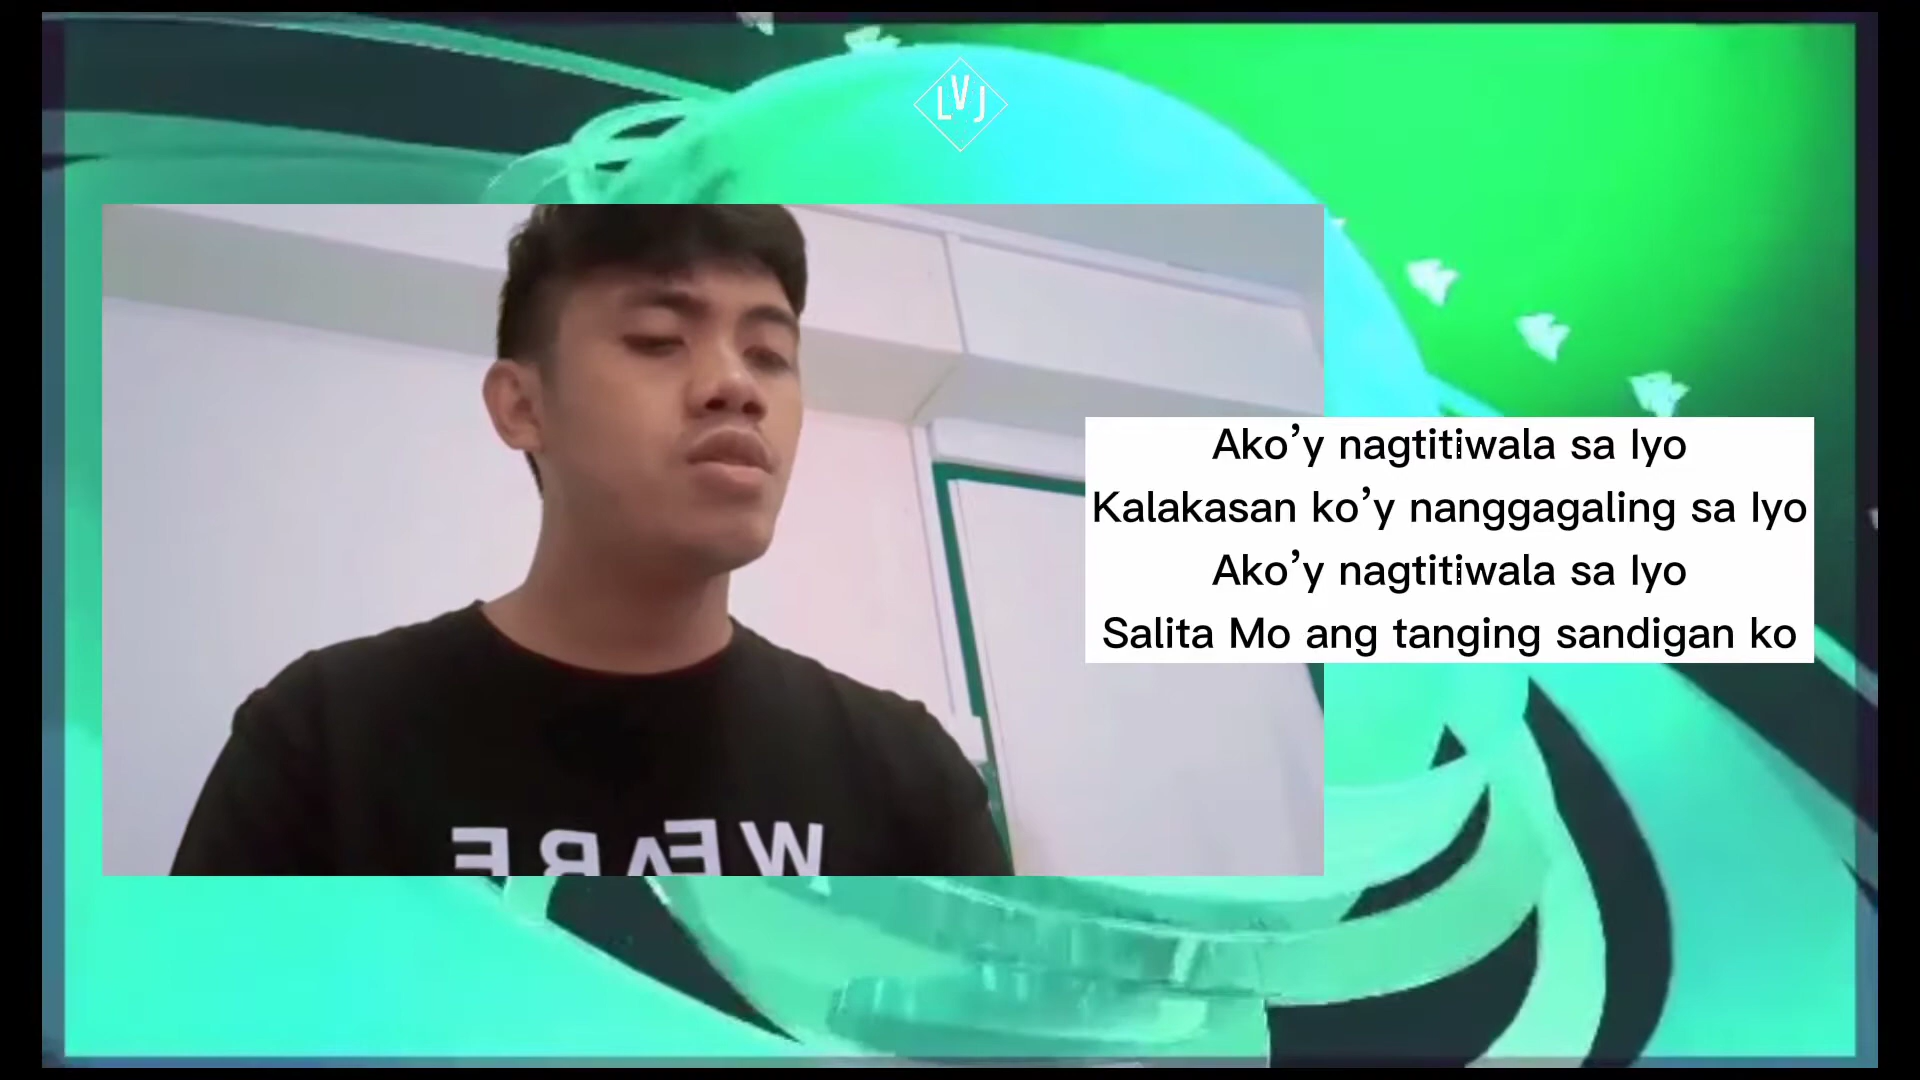 LVJ
Ako’y nagtitiwala sa Iyo
Kalakasan ko’y nanggagaling sa Iyo
Ako’y nagtitiwala sa Iyo
Salita Mo ang tanging sandigan ko
WEARE